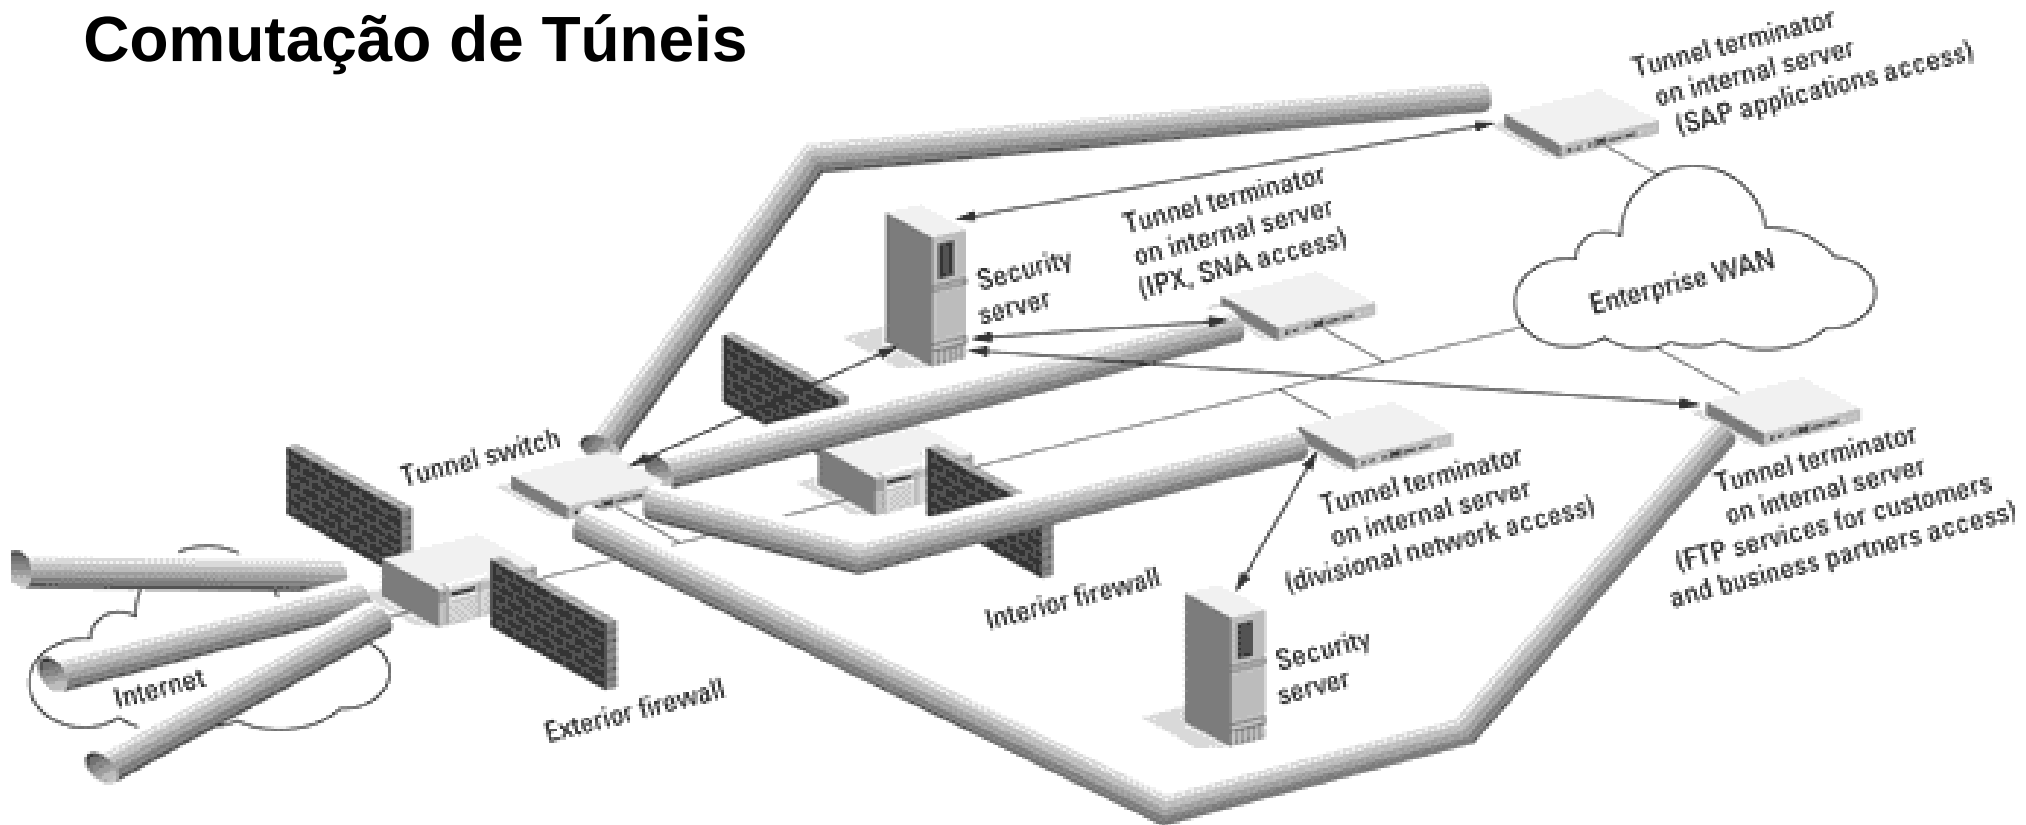 Comutação de Túneis
Tunnel terminator
on internal server
(SAP applications access)
Tunnel terminator
on internal server
(IPX, SNA access)
Security
server
Enterprise WAN
Tunnel switch
Tunnel terminator
on internal server
(FTP services for customers
and business partners access)
Tunnel terminator
on internal server
(divisional network access)
Interior firewall
Security
server
Internet
Exterior firewall